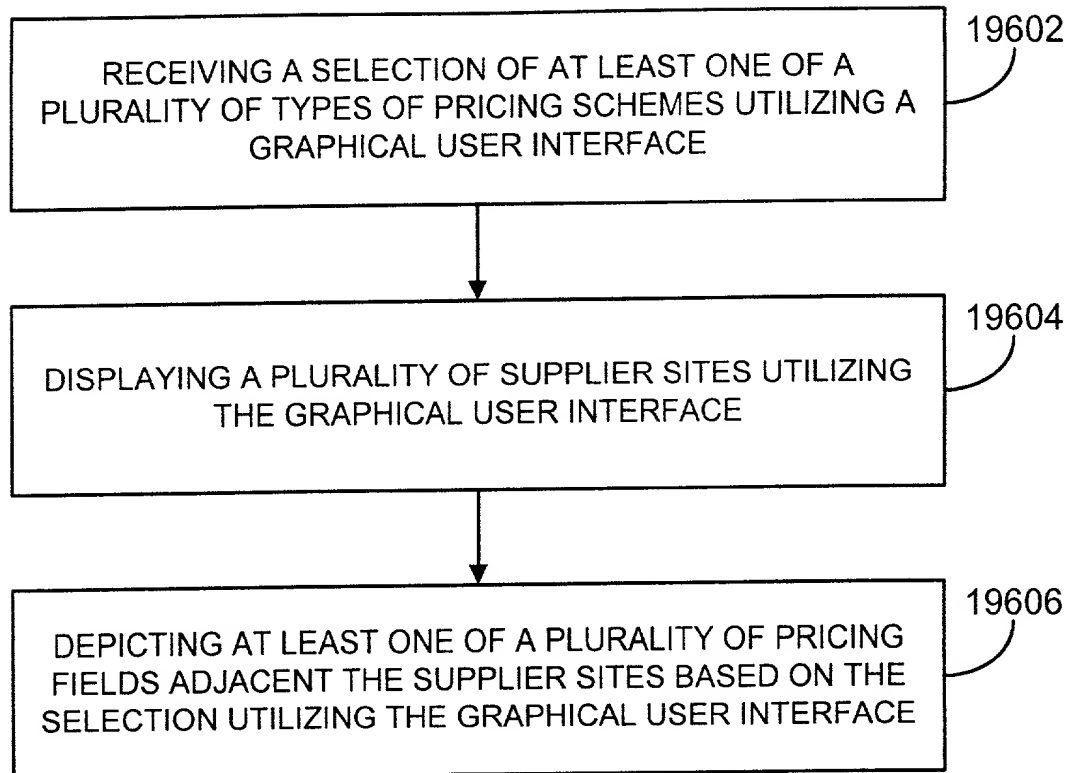 19602
RECEIVING A SELECTION OF AT LEAST ONE OF A
PLURALITY OF TYPES OF PRICING SCHEMES UTILIZING A
GRAPHICAL USER INTERFACE
19604
DISPLAYING A PLURALITY OF SUPPLIER SITES UTILIZING
THE GRAPHICAL USER INTERFACE
19606
DEPICTING AT LEAST ONE OF A PLURALITY OF PRICING
FIELDS ADJACENT THE SUPPLIER SITES BASED ON THE
SELECTION UTILIZING THE GRAPHICAL USER INTERFACE